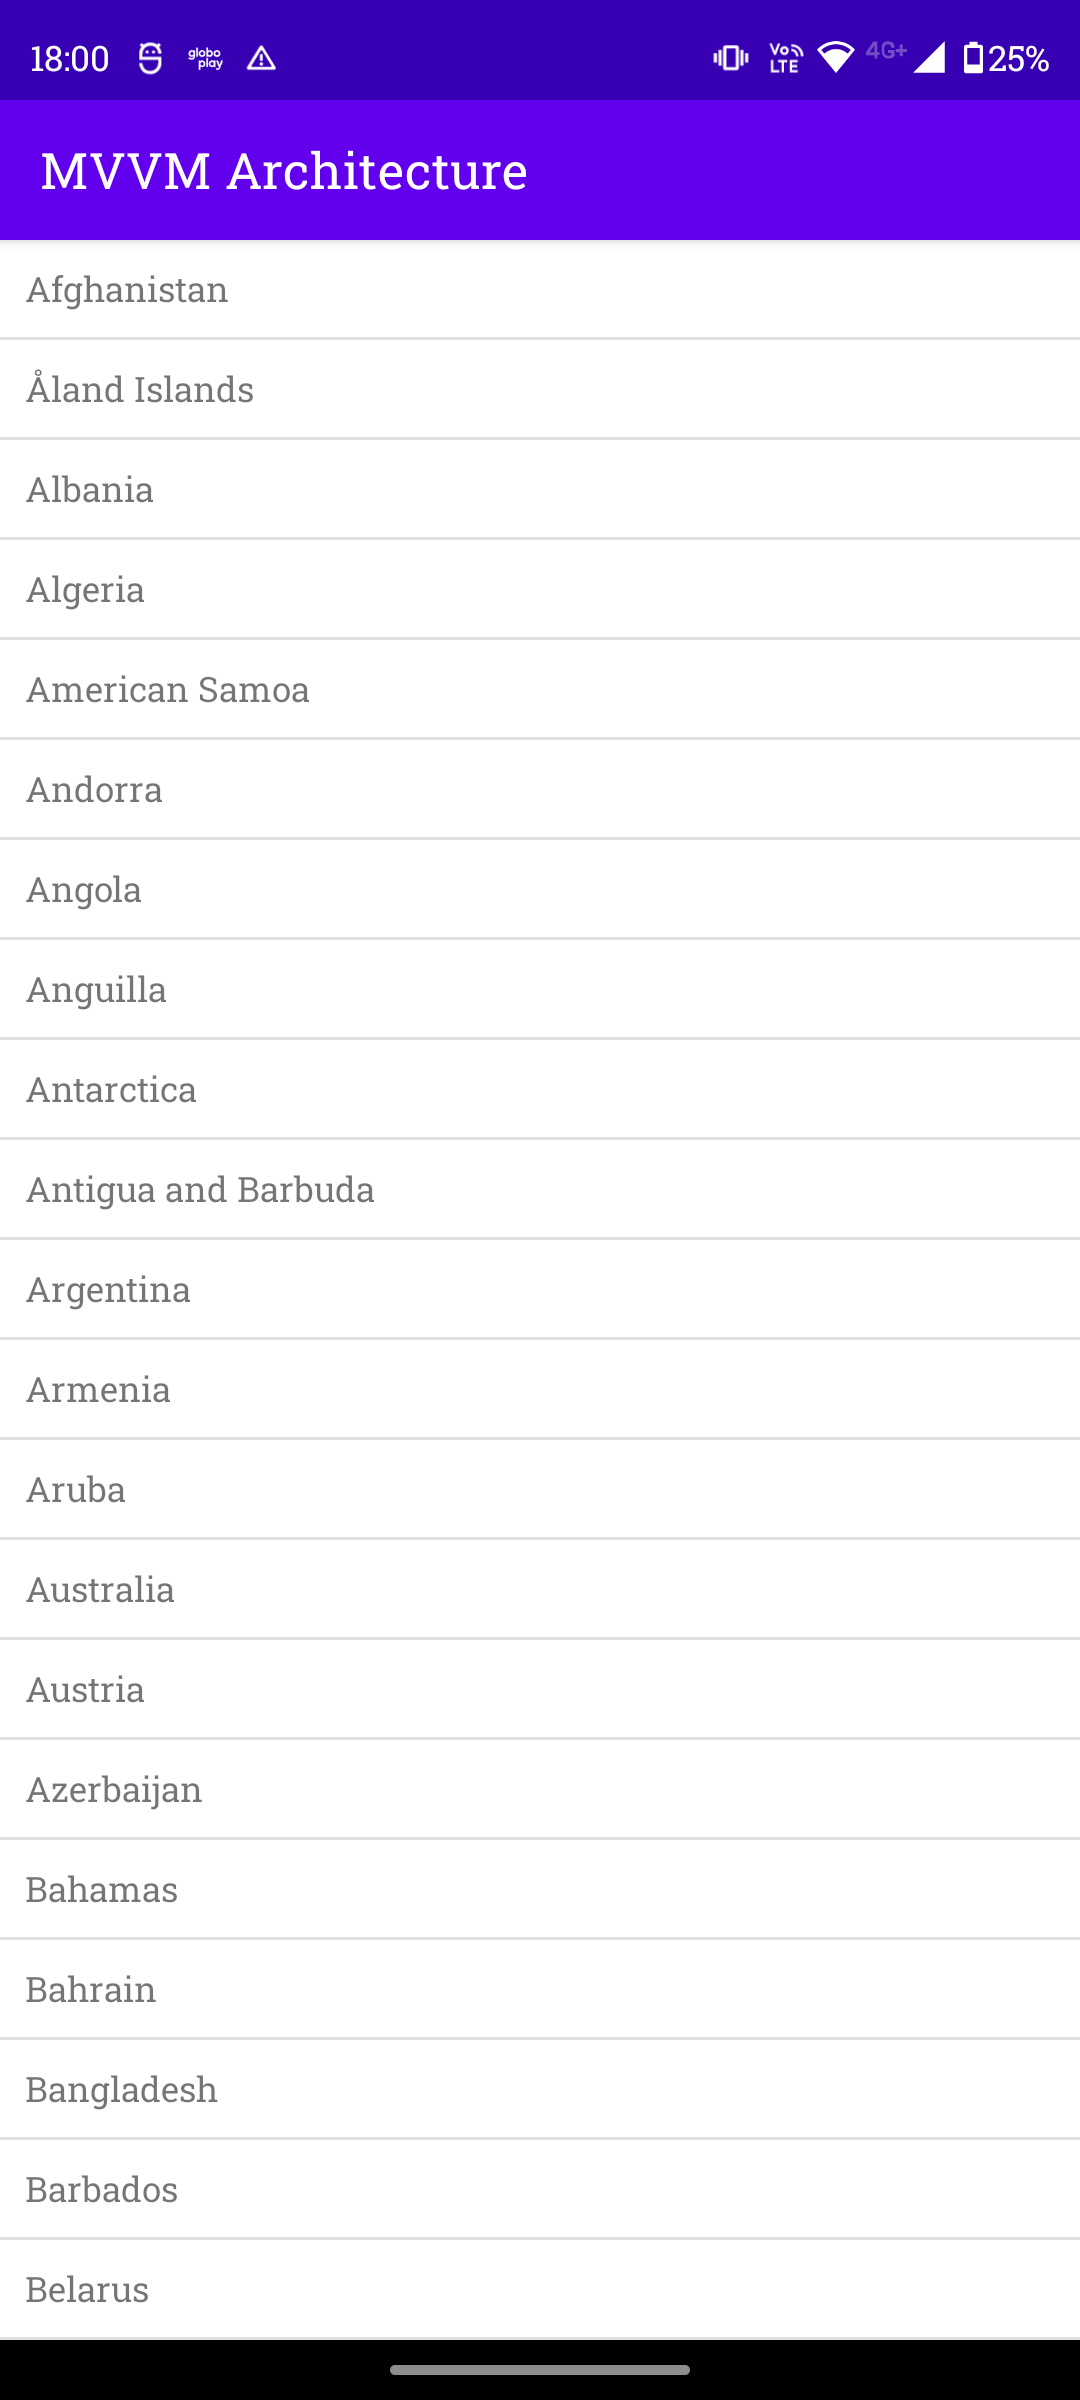 18:00 globo play Vo LTE 4G+ 25%
MVVM Architecture
Afghanistan
Åland Islands
Albania
Algeria
American Samoa
Andorra
Angola
Anguilla
Antarctica
Antigua and Barbuda
Argentina
Armenia
Aruba
Australia
Austria
Azerbaijan
Bahamas
Bahrain
Bangladesh
Barbados
Belarus